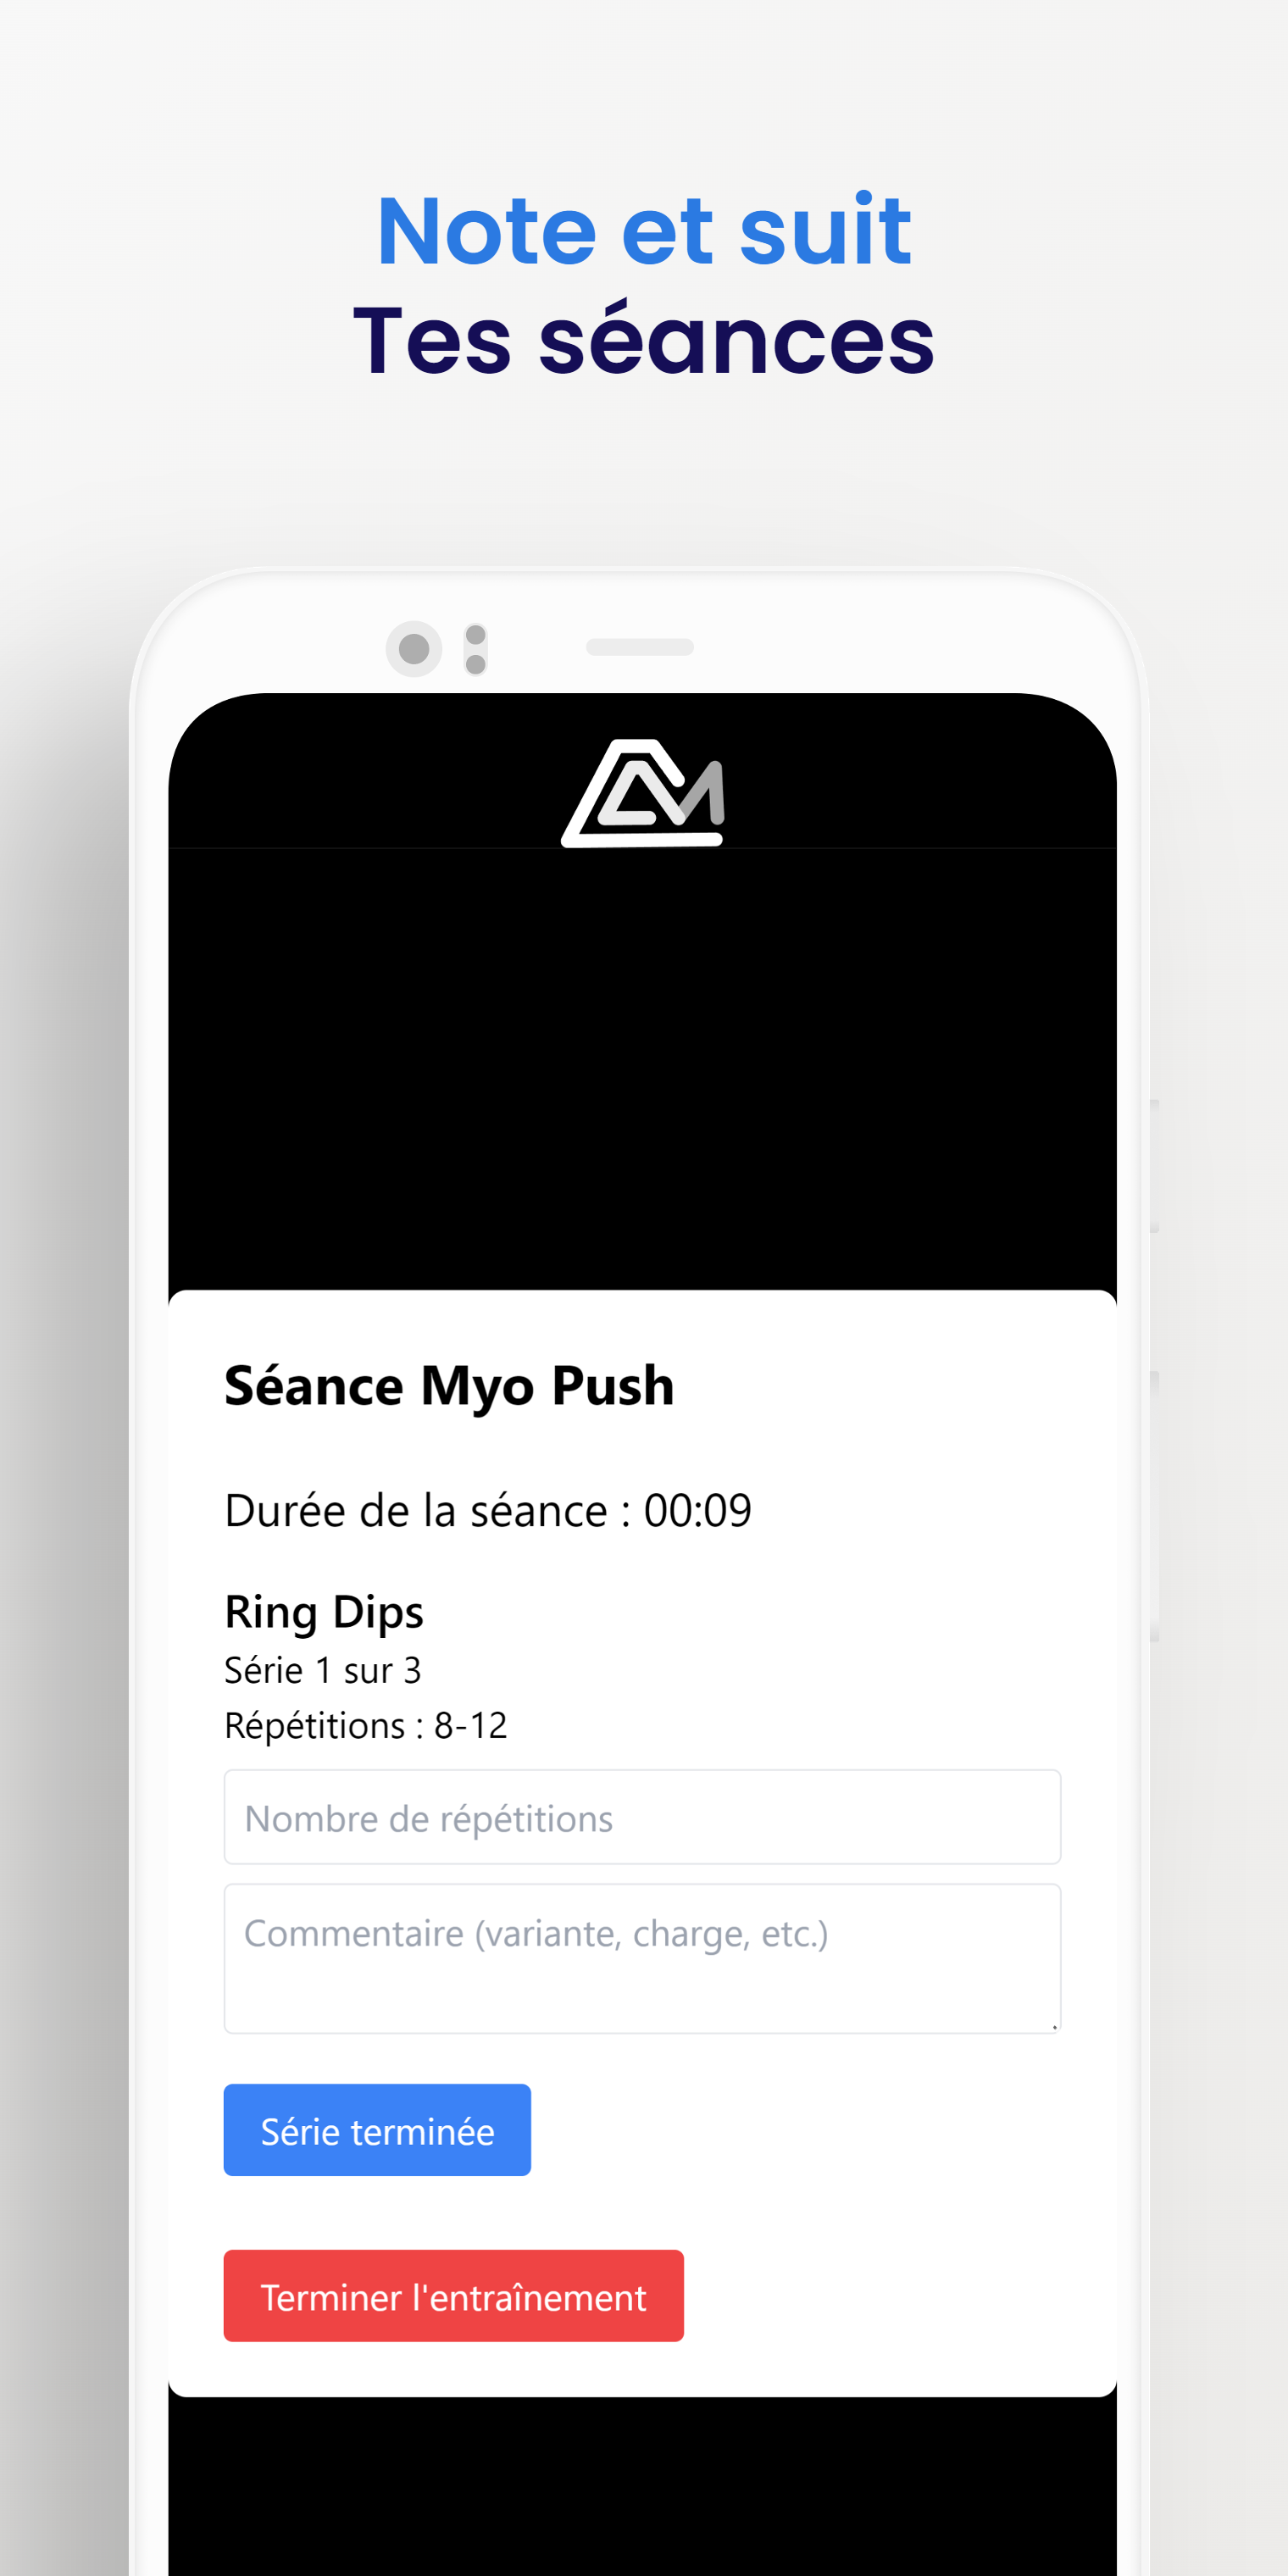 Note et suit
Tes séances
Séance Myo Push
Durée de la séance : 00:09
Ring Dips
Série 1 sur 3
Répétitions : 8-12
Nombre de répétitions
Commentaire (variante, charge, etc.)
Série terminée
Terminer l'entraînement